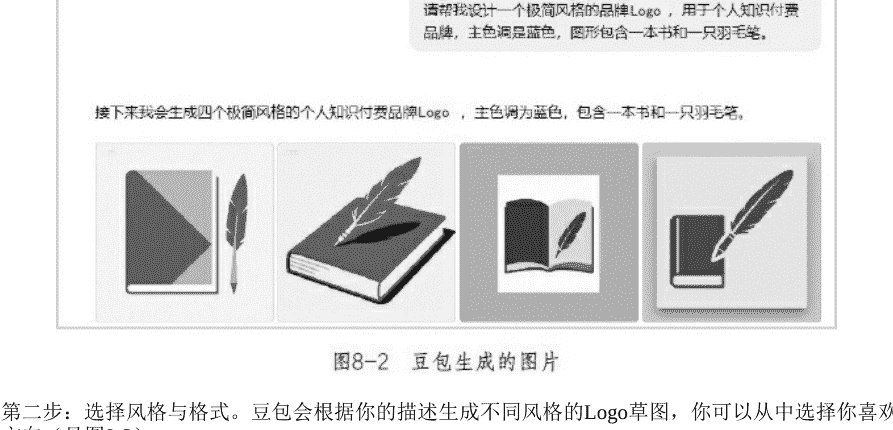 请帮我设计一个极简风格的品牌Logo，用于个人知识付费
品牌，主色调是蓝色，图形包含一本书和一只羽毛笔。
接下来我会生成四个极简风格的个人知识付费品牌Logo ，主色调为蓝色，包含一本书和一只羽毛笔。
图8-2 豆包生成的图片
第二步：选择风格与格式。豆包会根据你的描述生成不同风格的Logo草图，你可以从中选择你喜欢